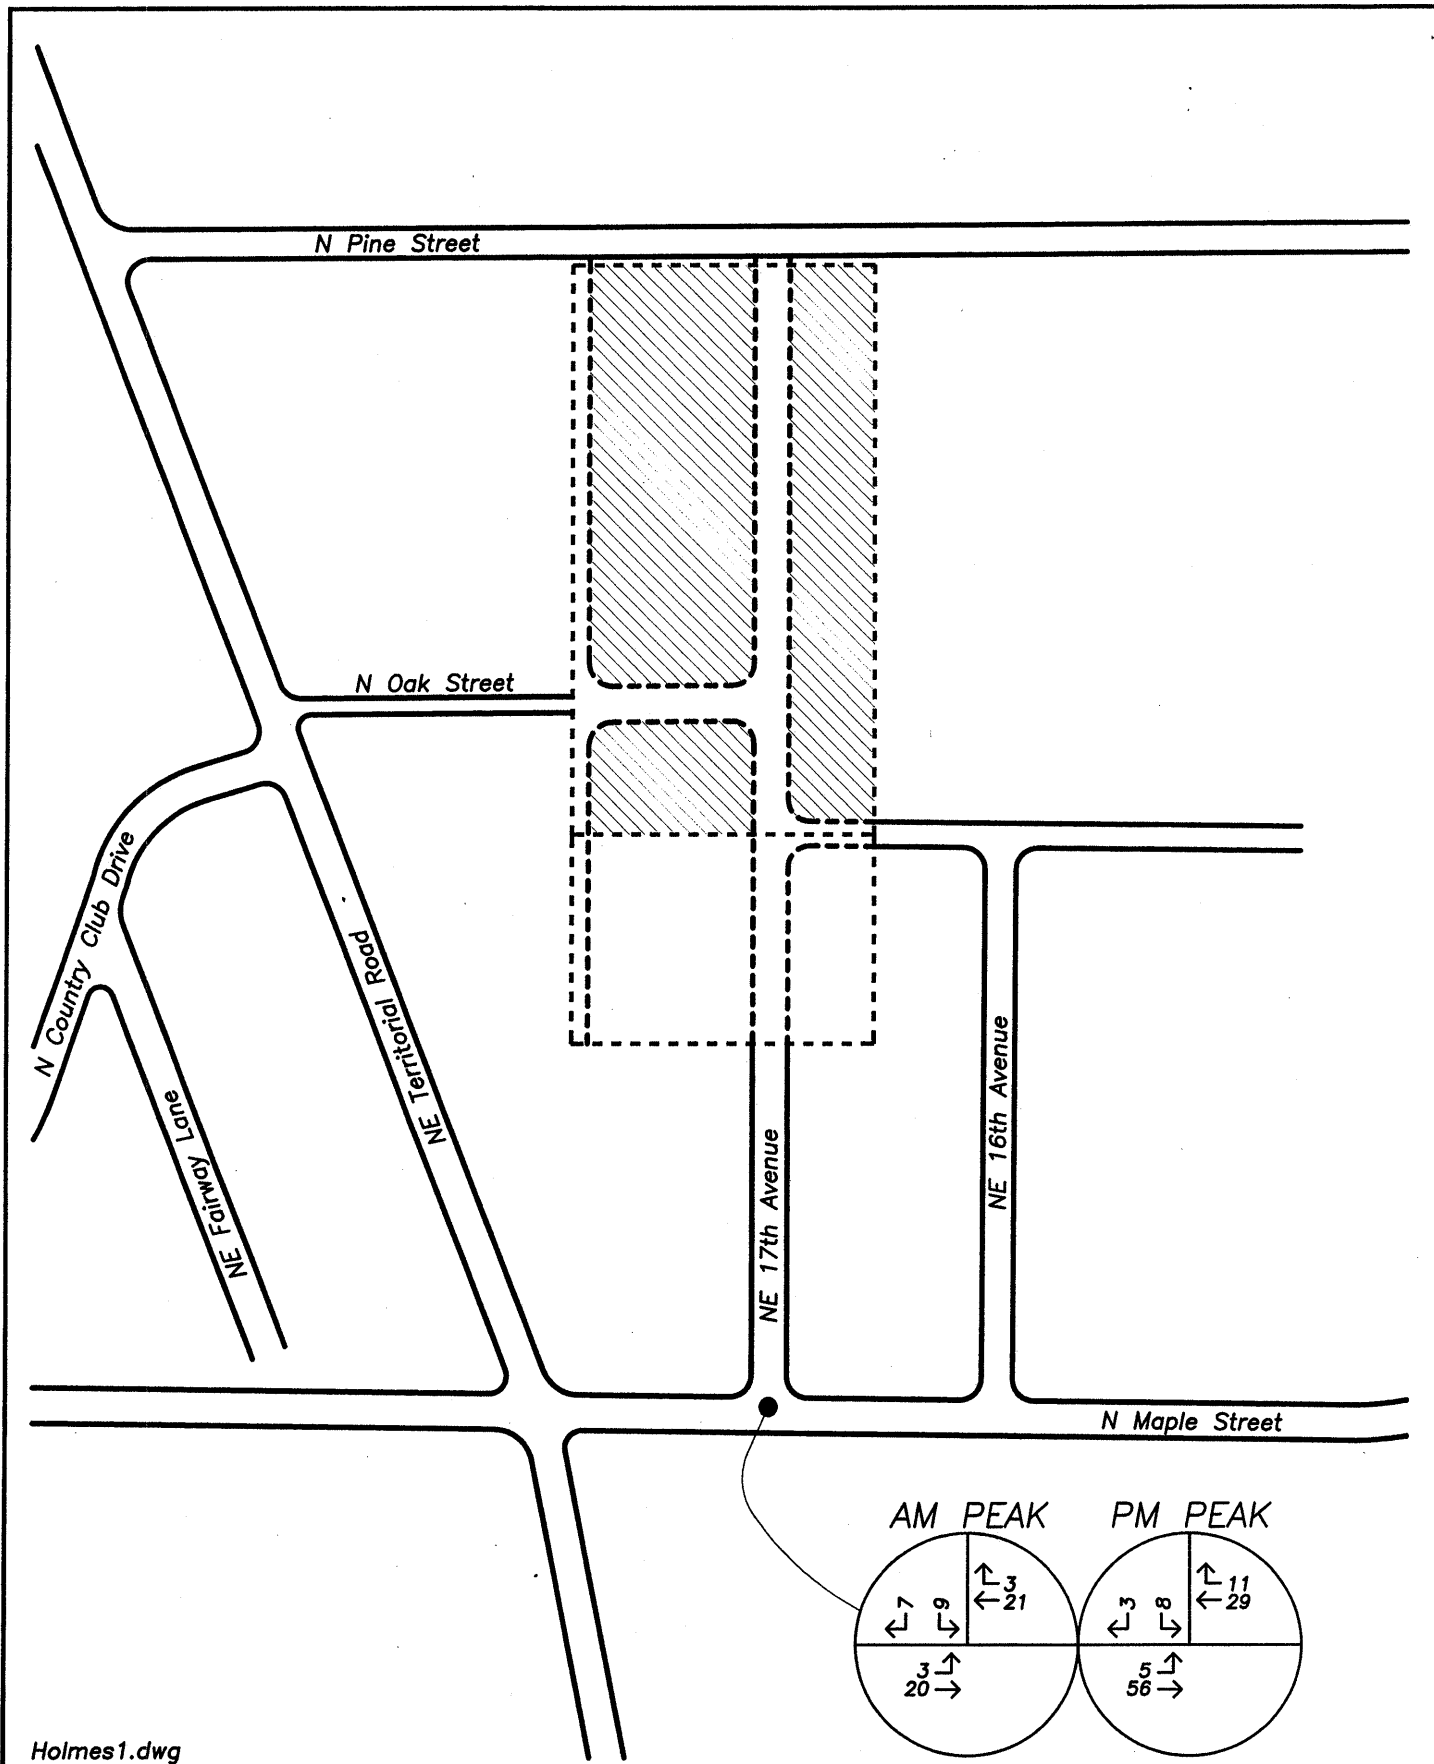 N Pine Street
N Oak Street
N Country Club Drive
NE Territorial Road
NE Fairway Lane
NE 17th Avenue
NE 16th Avenue
N Maple Street
AM PEAK
PM PEAK
7
9
3
21
3
20
3
8
11
29
5
56
Holmes1.dwg